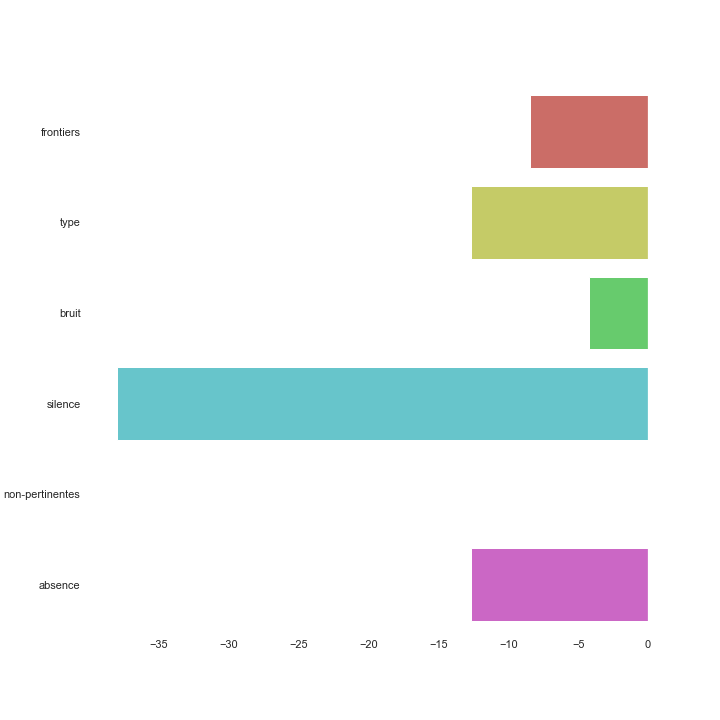 frontiers
type
bruit
silence
non-pertinentes
absence
−35 −30 −25 −20 −15 −10 −5 0